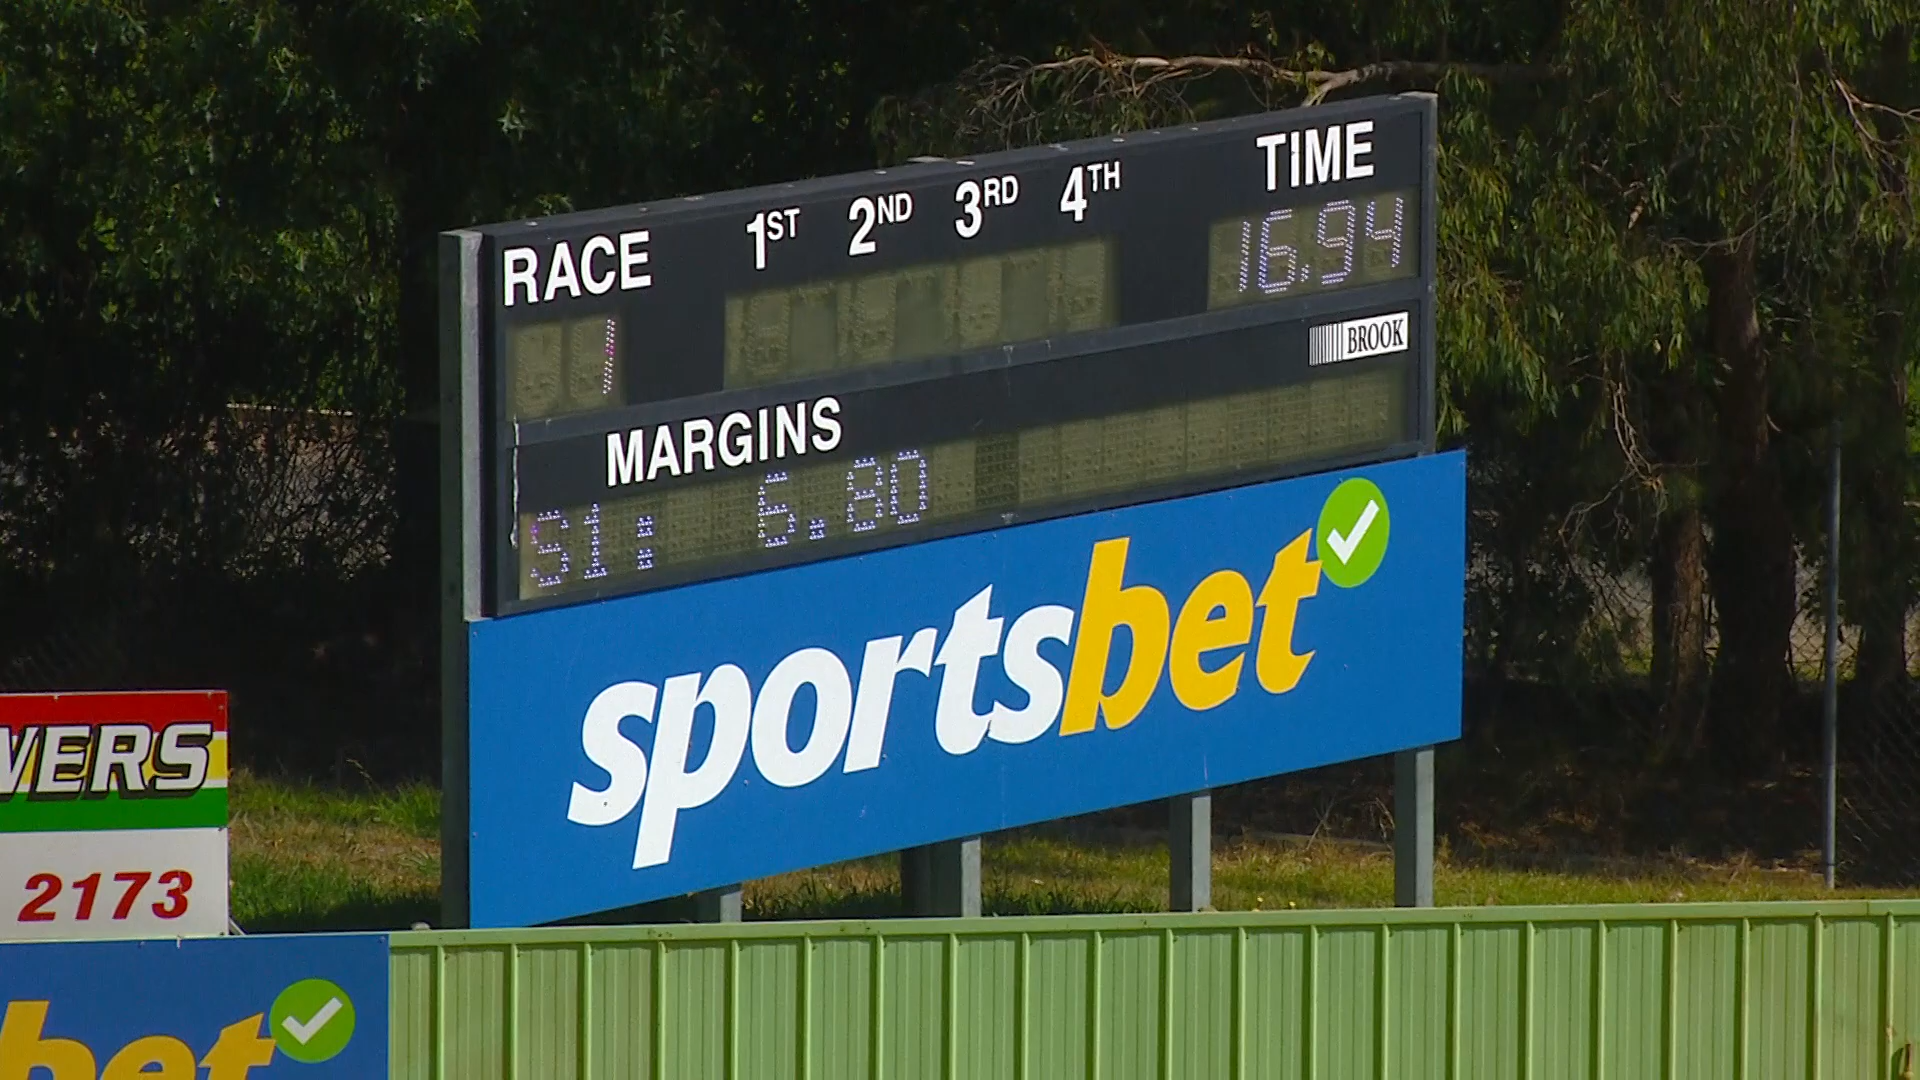 RACE 1ST 2ND 3RD 4TH TIME
1 16.94
BROOK
MARGINS
S1: 6.80
sportsbet
VERS
2173
bet